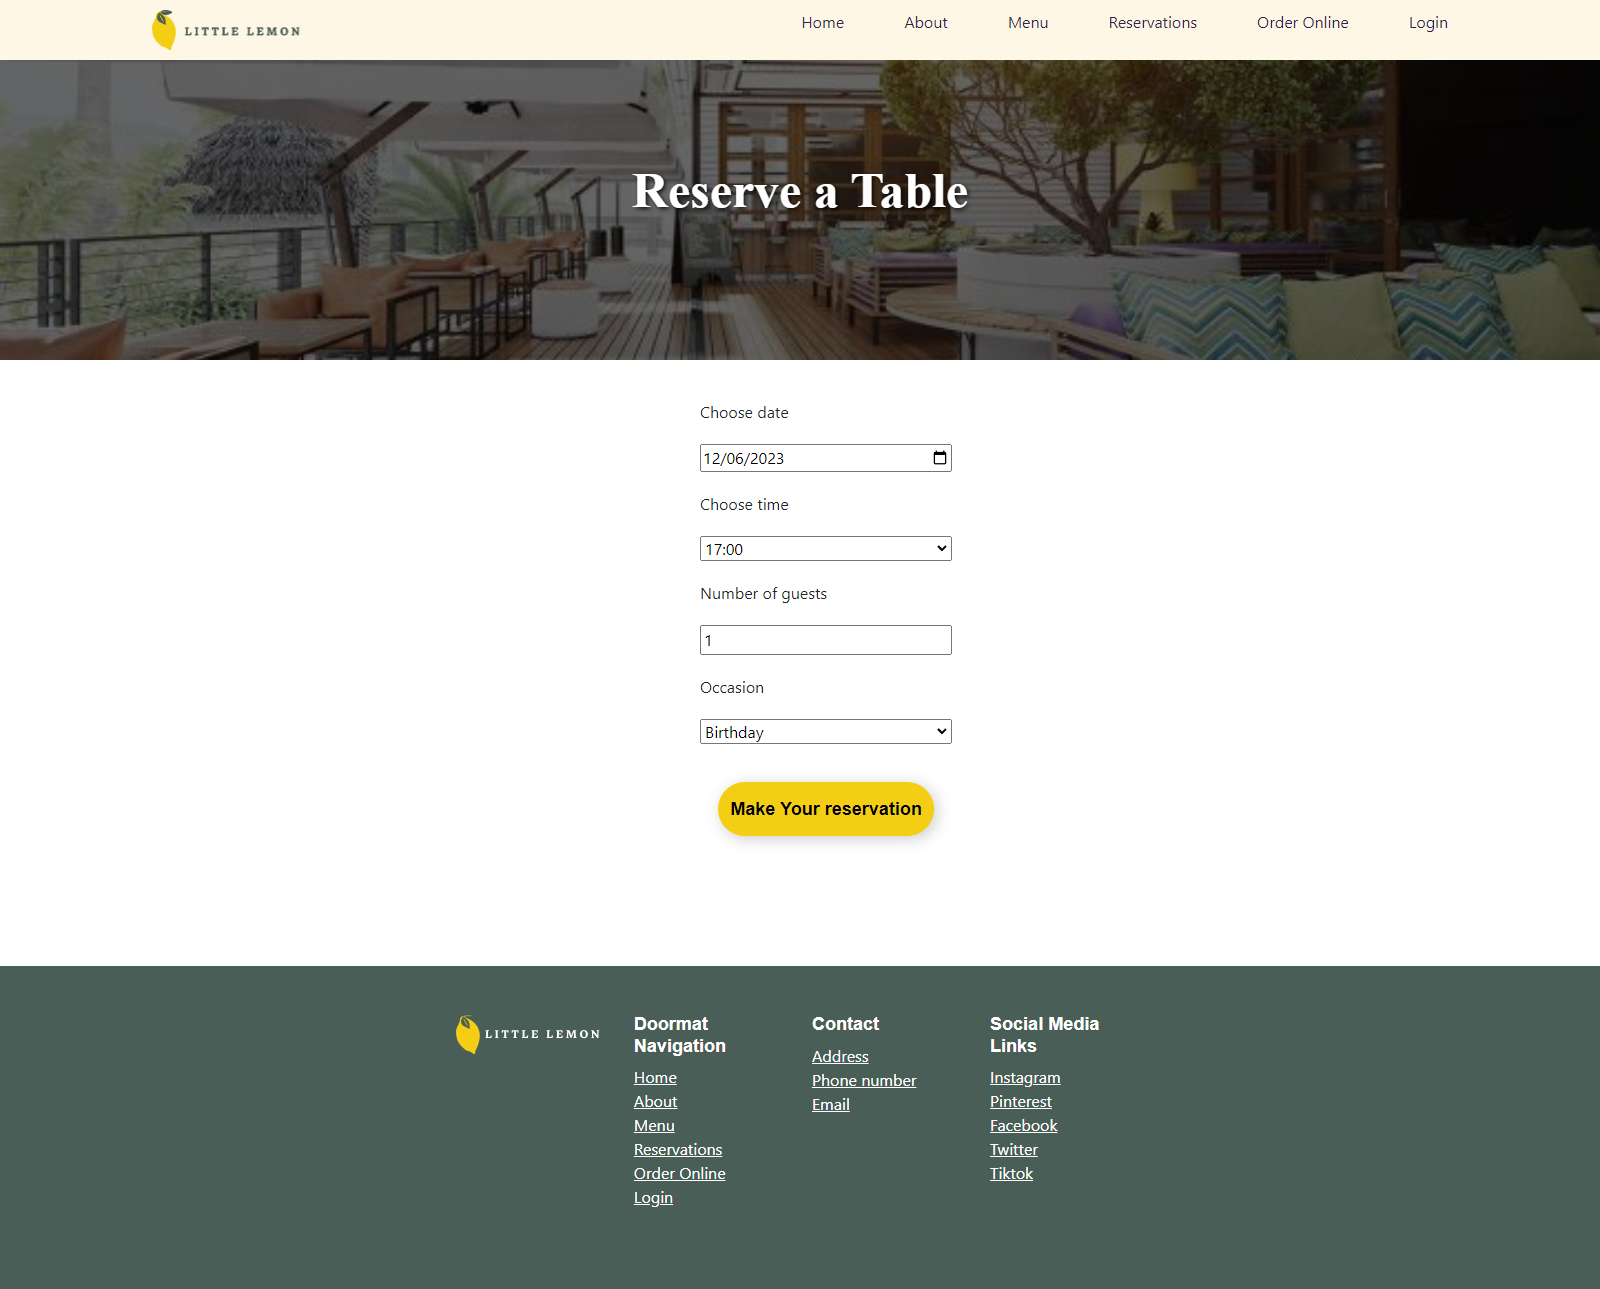 LITTLE LEMON
Home About Menu Reservations Order Online Login
Reserve a Table
Choose date
12/06/2023
Choose time
17:00
Number of guests
1
Occasion
Birthday
Make Your reservation
LITTLE LEMON
Doormat
Navigation
Home
About
Menu
Reservations
Order Online
Login
Contact
Address
Phone number
Email
Social Media
Links
Instagram
Pinterest
Facebook
Twitter
Tiktok